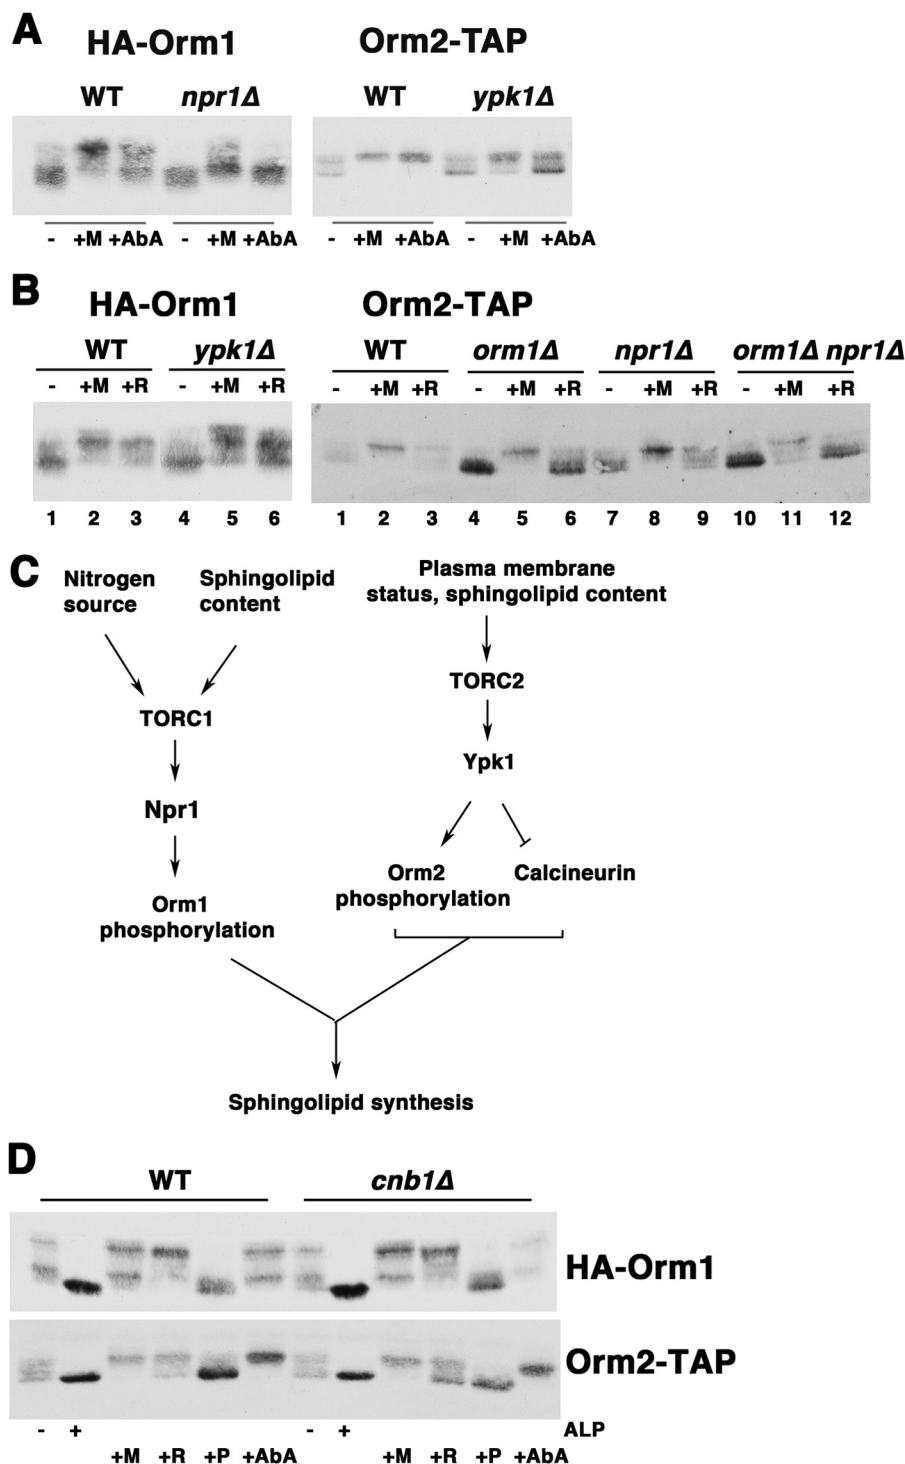 A
HA-Orm1 Orm2-TAP
WT npr1Δ WT ypk1Δ
- +M +AbA - +M +AbA - +M +AbA - +M +AbA
B
HA-Orm1 Orm2-TAP
WT ypk1Δ WT orm1Δ npr1Δ orm1Δ npr1Δ
- +M +R - +M +R - +M +R - +M +R - +M +R - +M +R
1 2 3 4 5 6 1 2 3 4 5 6 7 8 9 10 11 12
C
Nitrogen
source
Sphingolipid
content
Plasma membrane
status, sphingolipid content
TORC1
TORC2
Npr1
Ypk1
Orm1
phosphorylation
Orm2
phosphorylation
Calcineurin
Sphingolipid synthesis
D
WT cnb1Δ
HA-Orm1
Orm2-TAP
- + - + ALP
+M +R +P +AbA +M +R +P +AbA